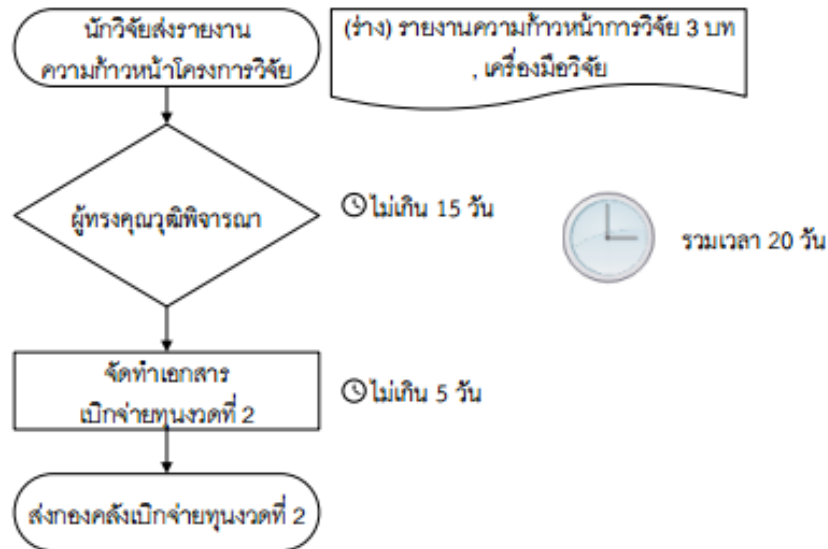 นักวิจัยส่งรายงาน
ความก้าวหน้าโครงการวิจัย
(ร่าง) รายงานความก้าวหน้าการวิจัย 3 บท
, เครื่องมือวิจัย
ผู้ทรงคุณวุฒิพิจารณา
ไม่เกิน 15 วัน
รวมเวลา 20 วัน
จัดทำเอกสาร
เบิกจ่ายทุนงวดที่ 2
ไม่เกิน 5 วัน
ส่งกองคลังเบิกจ่ายทุนงวดที่ 2